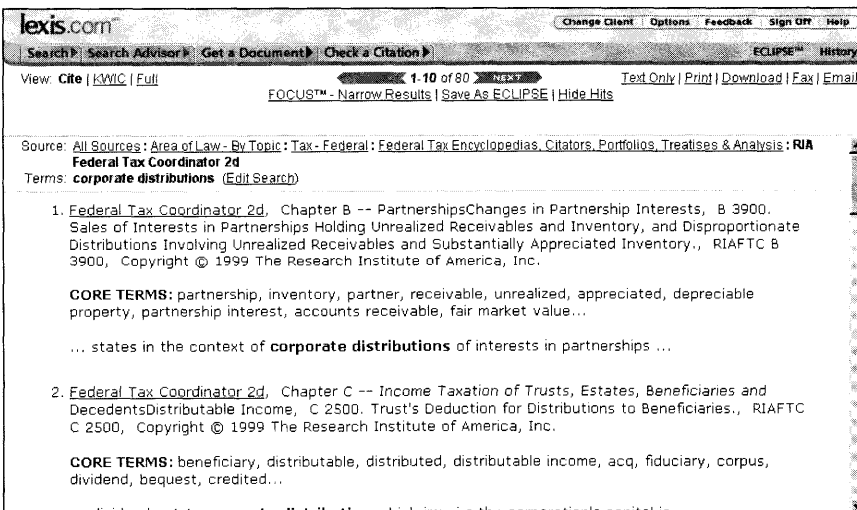 lexis.com™
Change Client Options Feedback Sign Off Help
Search Search Advisor Get a Document Check a Citation ECLIPSE™ History
View: Cite | KWIC | Full 1-10 of 80 NEXT Text Only | Print | Download | Fax | Email
FOCUS™ - Narrow Results | Save As ECLIPSE | Hide Hits
Source: All Sources : Area of Law - By Topic : Tax - Federal : Federal Tax Encyclopedias, Citators, Portfolios, Treatises & Analysis : RIA
Federal Tax Coordinator 2d
Terms: corporate distributions (Edit Search)
1. Federal Tax Coordinator 2d, Chapter B -- PartnershipsChanges in Partnership Interests, B 3900.
Sales of Interests in Partnerships Holding Unrealized Receivables and Inventory, and Disproportionate
Distributions Involving Unrealized Receivables and Substantially Appreciated Inventory., RIAFTC B
3900, Copyright © 1999 The Research Institute of America, Inc.
CORE TERMS: partnership, inventory, partner, receivable, unrealized, appreciated, depreciable
property, partnership interest, accounts receivable, fair market value...
... states in the context of corporate distributions of interests in partnerships ...
2. Federal Tax Coordinator 2d, Chapter C -- Income Taxation of Trusts, Estates, Beneficiaries and
DecedentsDistributable Income, C 2500. Trust's Deduction for Distributions to Beneficiaries., RIAFTC
C 2500, Copyright © 1999 The Research Institute of America, Inc.
CORE TERMS: beneficiary, distributable, distributed, distributable income, acq, fiduciary, corpus,
dividend, bequest, credited...